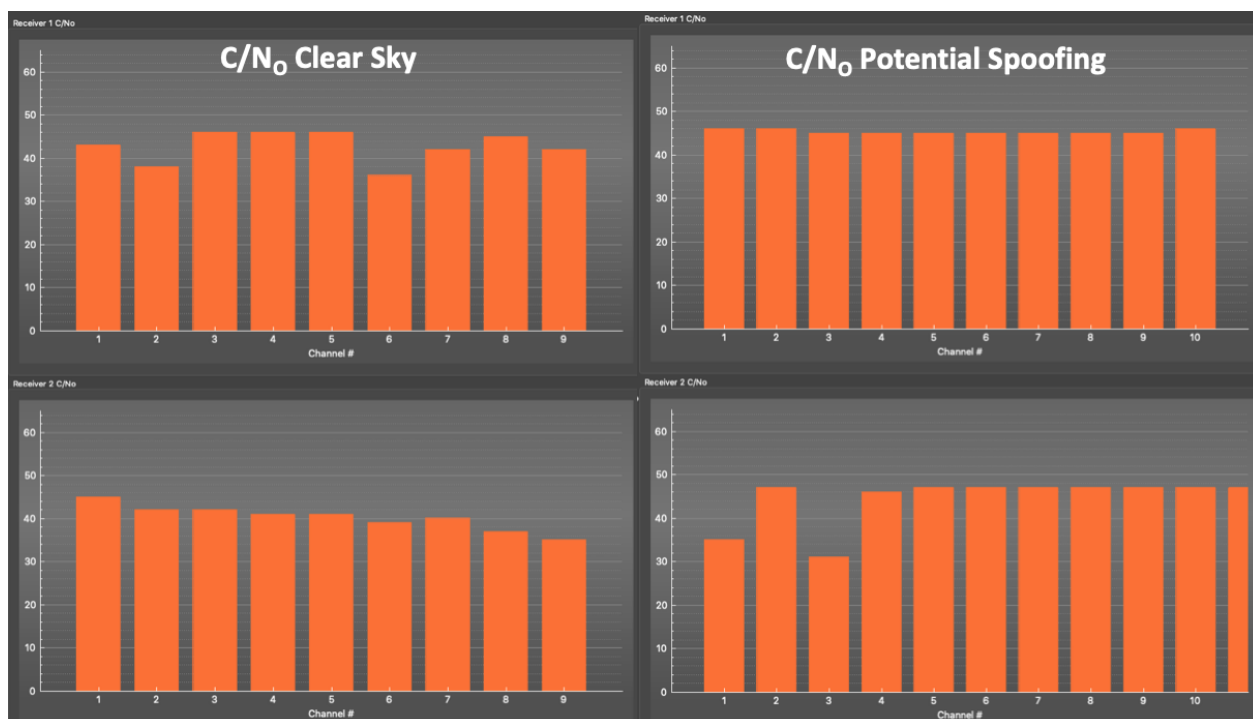 Receiver 1 C/No
C/No Clear Sky
60
50
40
30
20
10
0
1 2 3 4 5 6 7 8 9
Channel #
Receiver 1 C/No
C/No Potential Spoofing
60
50
40
30
20
10
0
1 2 3 4 5 6 7 8 9 10
Channel #
Receiver 2 C/No
60
50
40
30
20
10
0
1 2 3 4 5 6 7 8 9
Channel #
Receiver 2 C/No
60
50
40
30
20
10
0
1 2 3 4 5 6 7 8 9 10
Channel #